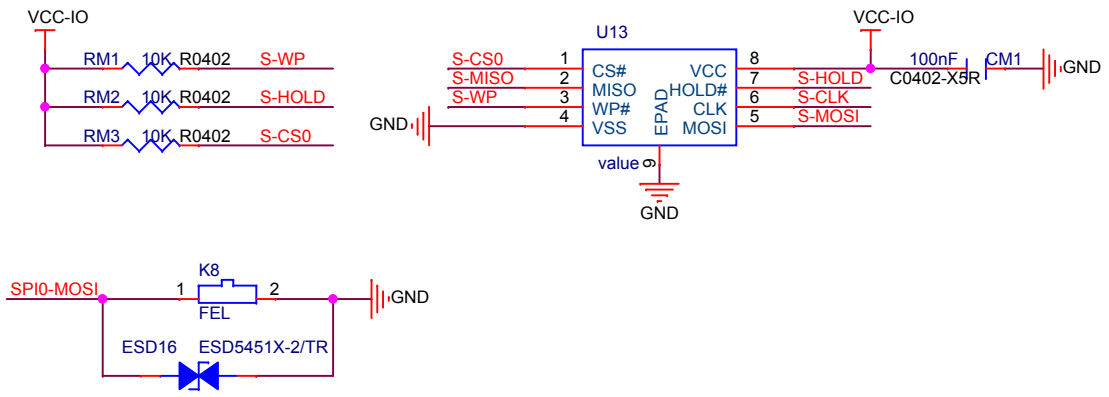 VCC-IO
RM1 10K R0402 S-WP
RM2 10K R0402 S-HOLD
RM3 10K R0402 S-CS0
U13
S-CS0 1 CS#
S-MISO 2 MISO
S-WP 3 WP#
GND 4 VSS
EPAD
VCC 8
HOLD# 7 S-HOLD
CLK 6 S-CLK
MOSI 5 S-MOSI
value 9
GND
VCC-IO
100nF CM1
C0402-X5R
GND
K8
SPI0-MOSI 1 2 GND
FEL
ESD16 ESD5451X-2/TR